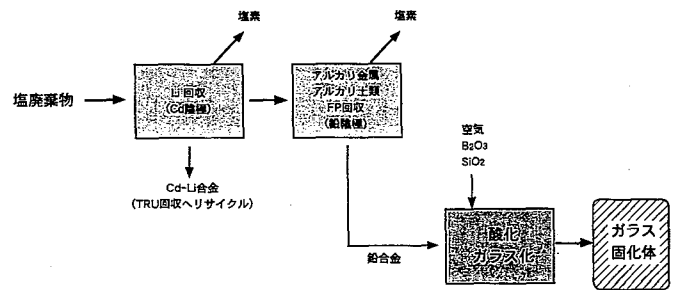 塩素
塩素
塩廃棄物
Li回収
(Cd陰極)
アルカリ金属
アルカリ土類
FP回収
(鉛陰極)
Cd-Li合金
(TRU回収へリサイクル)
空気
B₂O₃
SiO₂
鉛合金
酸化
ガラス化
ガラス
固化体